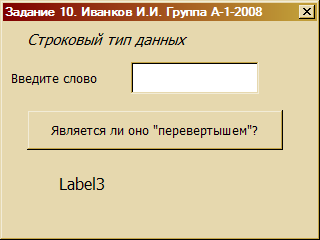 Задание 10. Иванков И.И. Группа А-1-2008
Строковый тип данных
Введите слово
Является ли оно "перевертышем"?
Label3